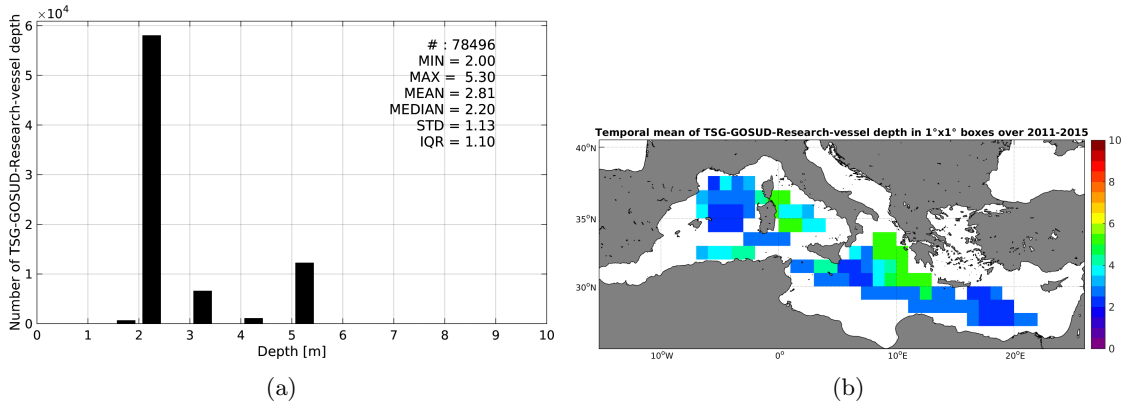 ×10⁴
6
5
4
3
2
1
0
Number of TSG-GOSUD-Research-vessel depth
# : 78496
MIN = 2.00
MAX = 5.30
MEAN = 2.81
MEDIAN = 2.20
STD = 1.13
IQR = 1.10
0 1 2 3 4 5 6 7 8 9 10
Depth [m]
(a)
Temporal mean of TSG-GOSUD-Research-vessel depth in 1°x1° boxes over 2011-2015
40°N
35°N
30°N
10°W 0° 10°E 20°E
10
8
6
4
2
0
(b)